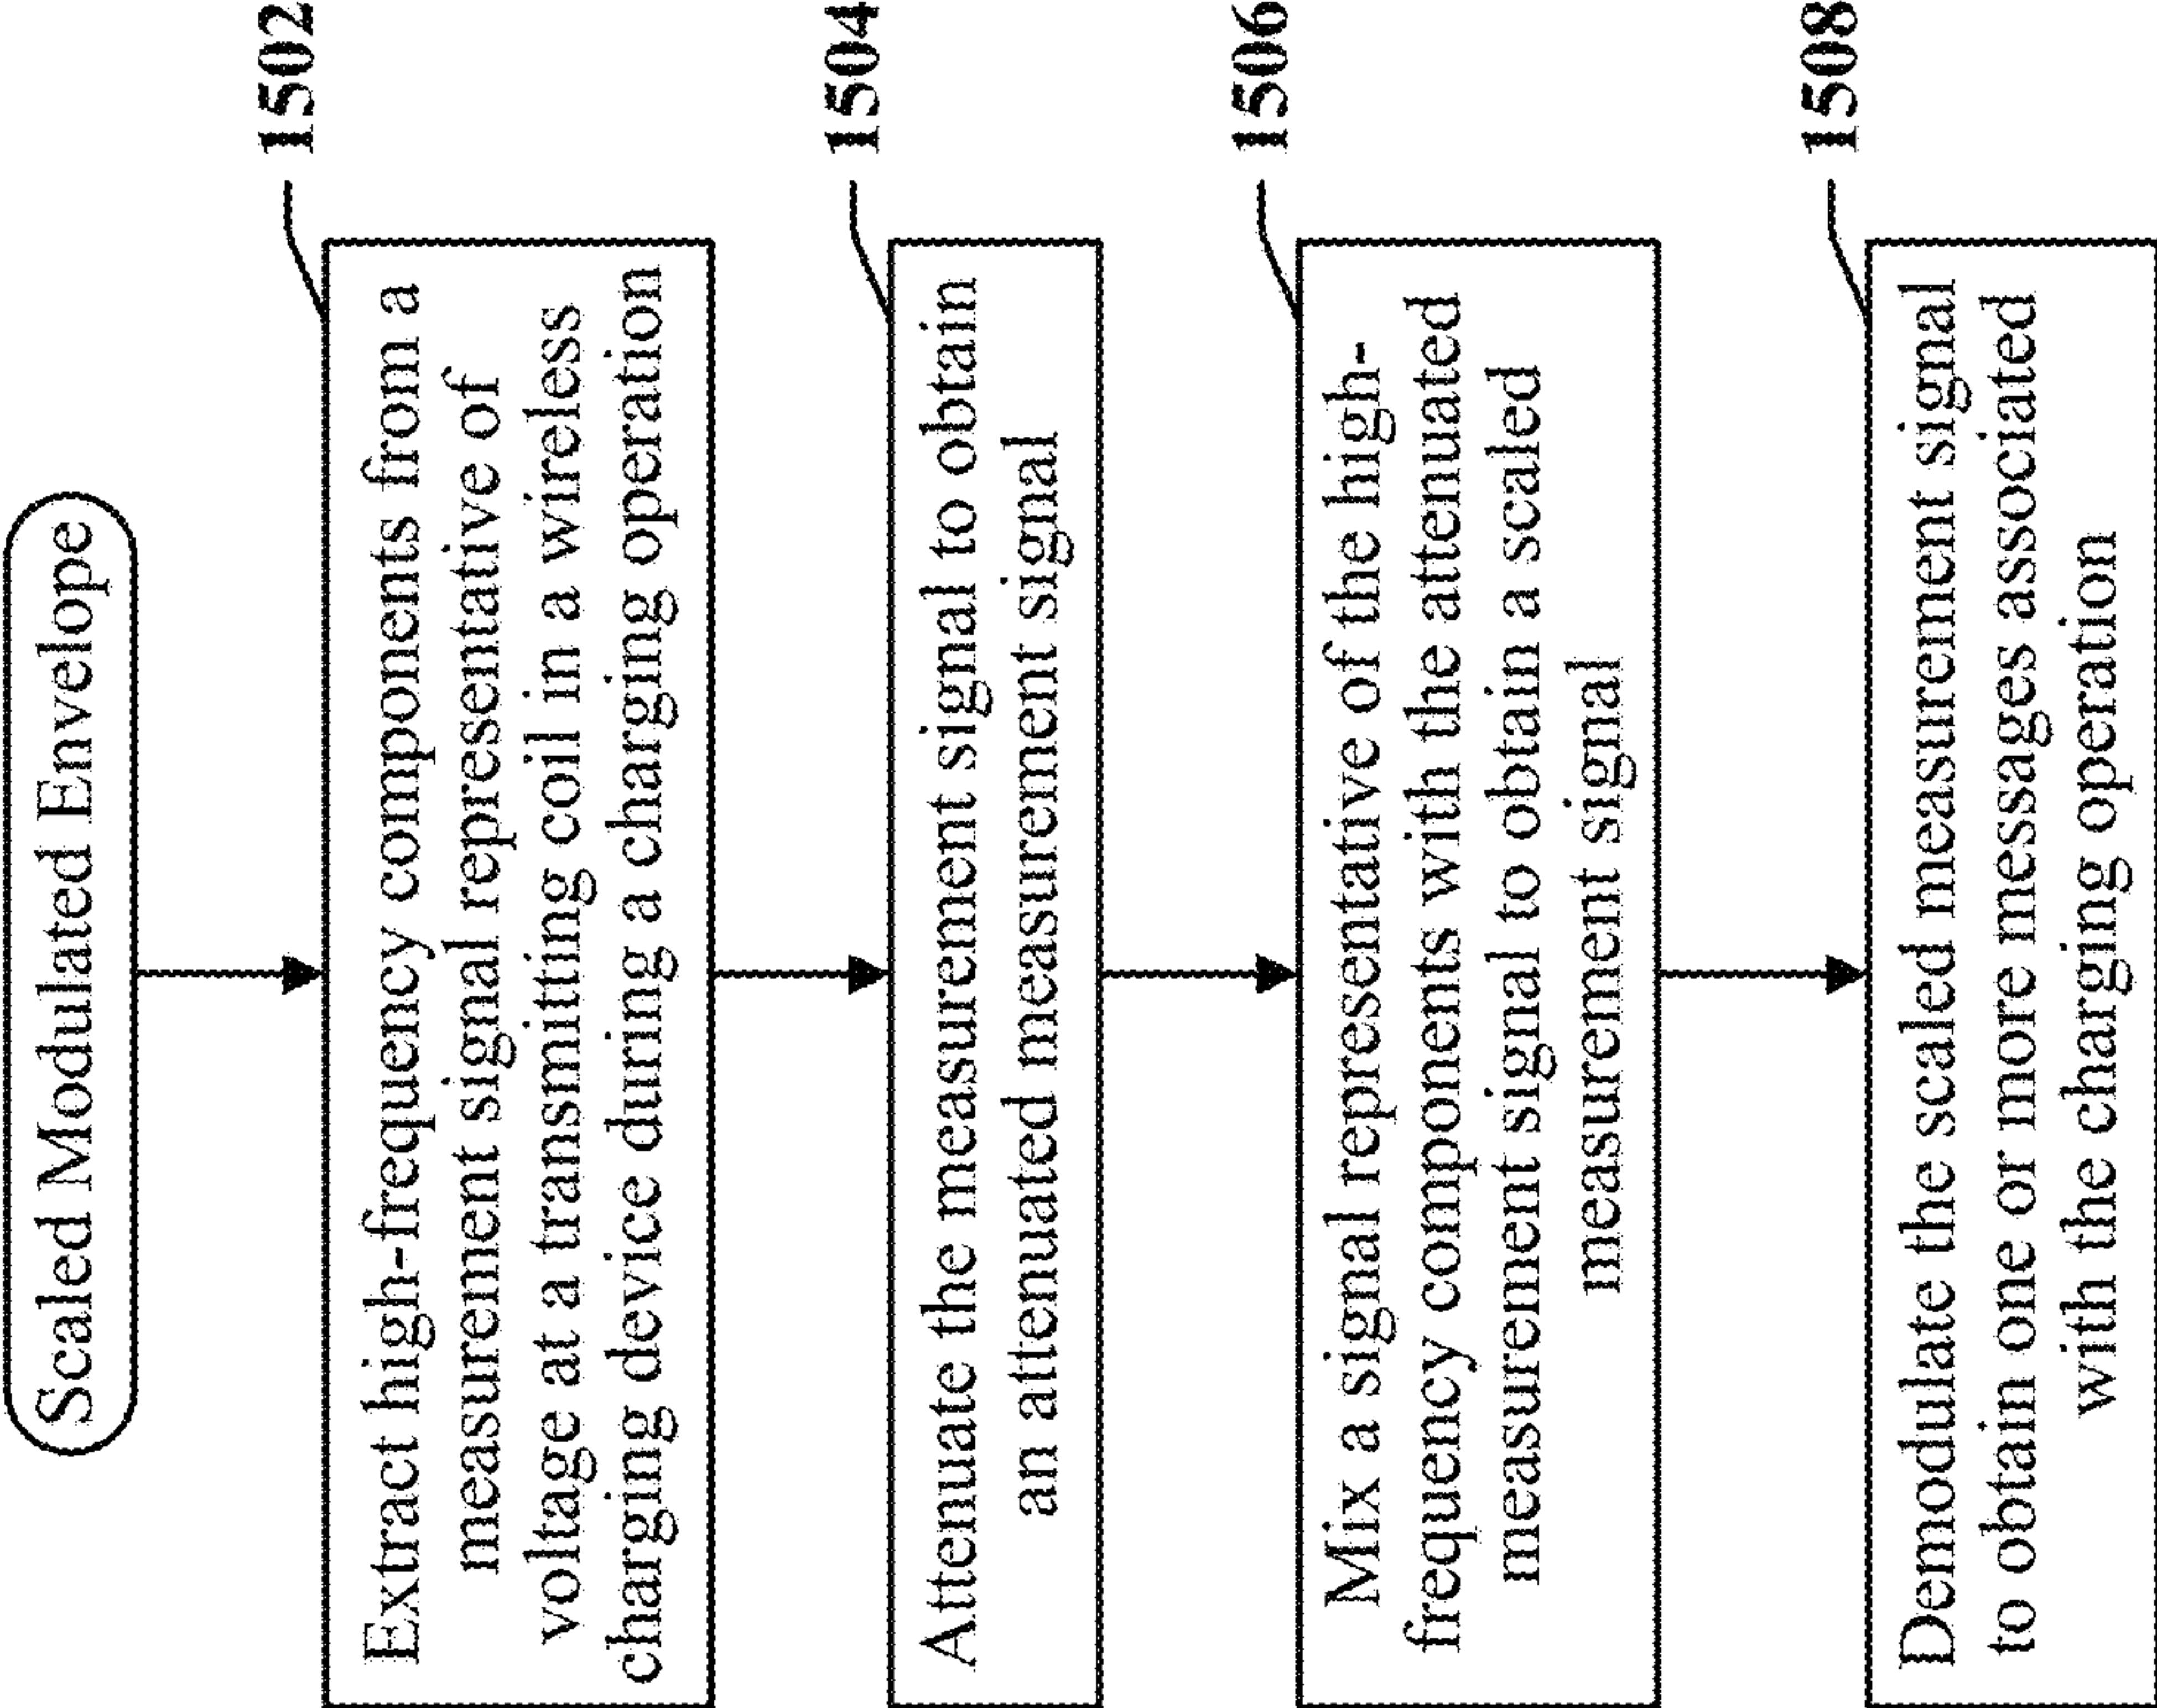 Scaled Modulated Envelope
1502
Extract high-frequency components from a
measurement signal representative of
voltage at a transmitting coil in a wireless
charging device during a charging operation
1504
Attenuate the measurement signal to obtain
an attenuated measurement signal
1506
Mix a signal representative of the high-
frequency components with the attenuated
measurement signal to obtain a scaled
measurement signal
1508
Demodulate the scaled measurement signal
to obtain one or more messages associated
with the charging operation